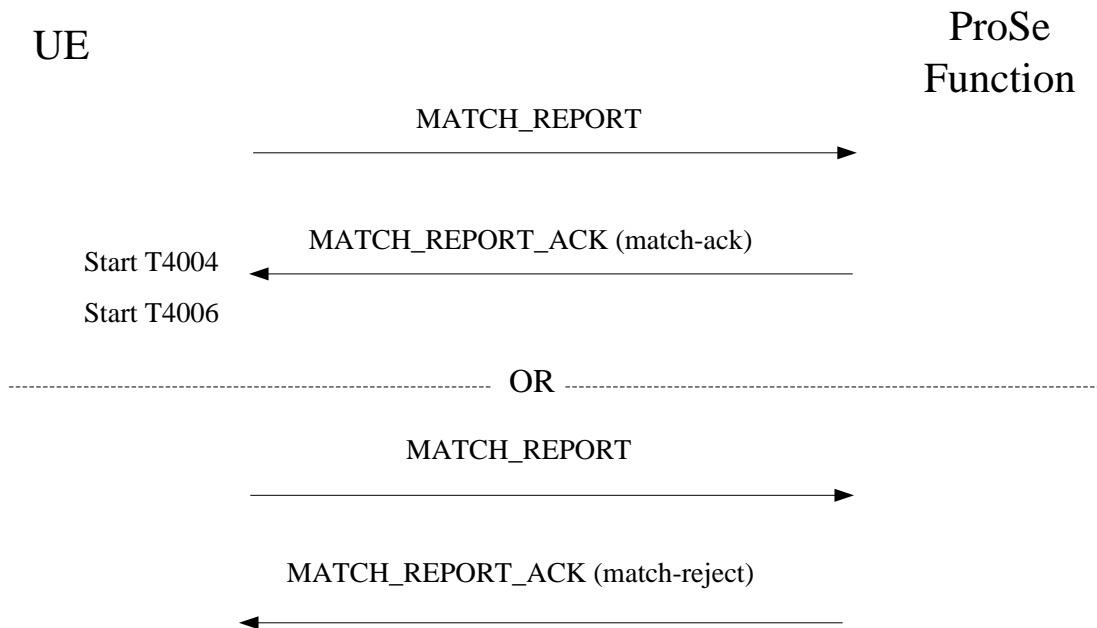 UE
ProSe
Function
MATCH_REPORT
MATCH_REPORT_ACK (match-ack)
Start T4004
Start T4006
OR
MATCH_REPORT
MATCH_REPORT_ACK (match-reject)